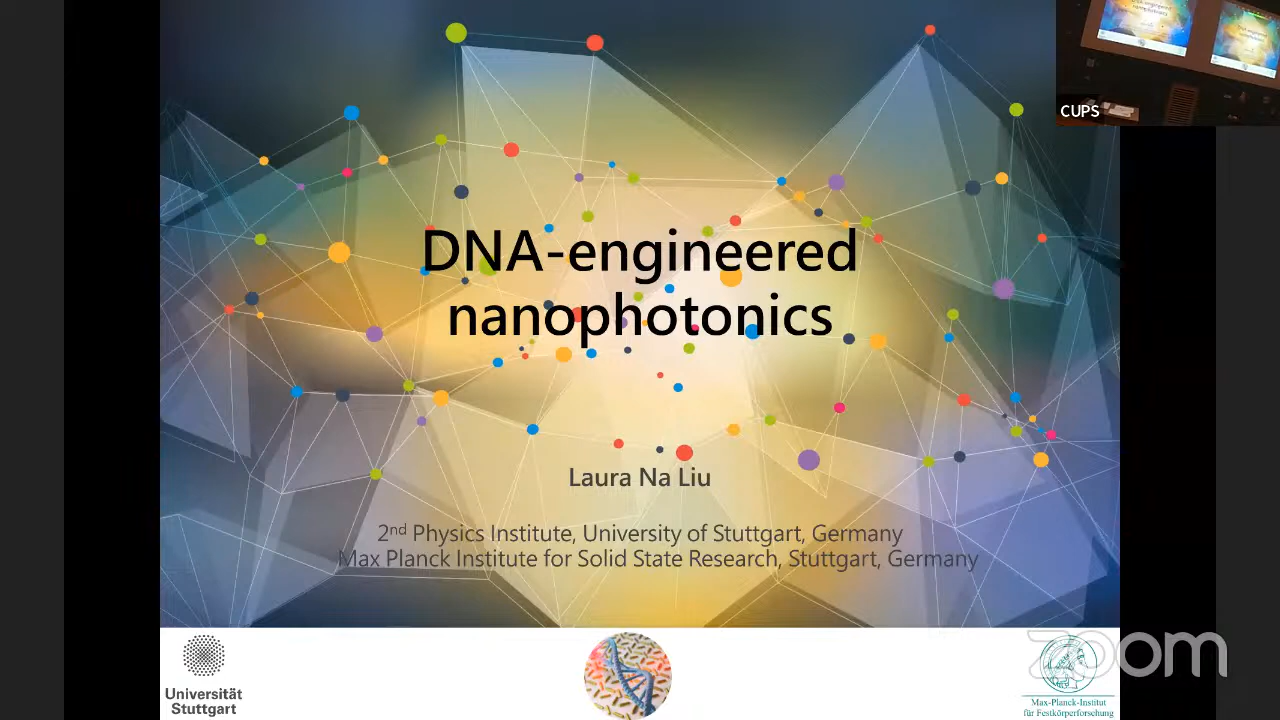 DNA-engineered
nanophotonics
CUPS
Laura Na Liu
2nd Physics Institute, University of Stuttgart, Germany
Max Planck Institute for Solid State Research, Stuttgart, Germany
Universität
Stuttgart
zoom
Max-Planck-Institut
für Festkörperforschung